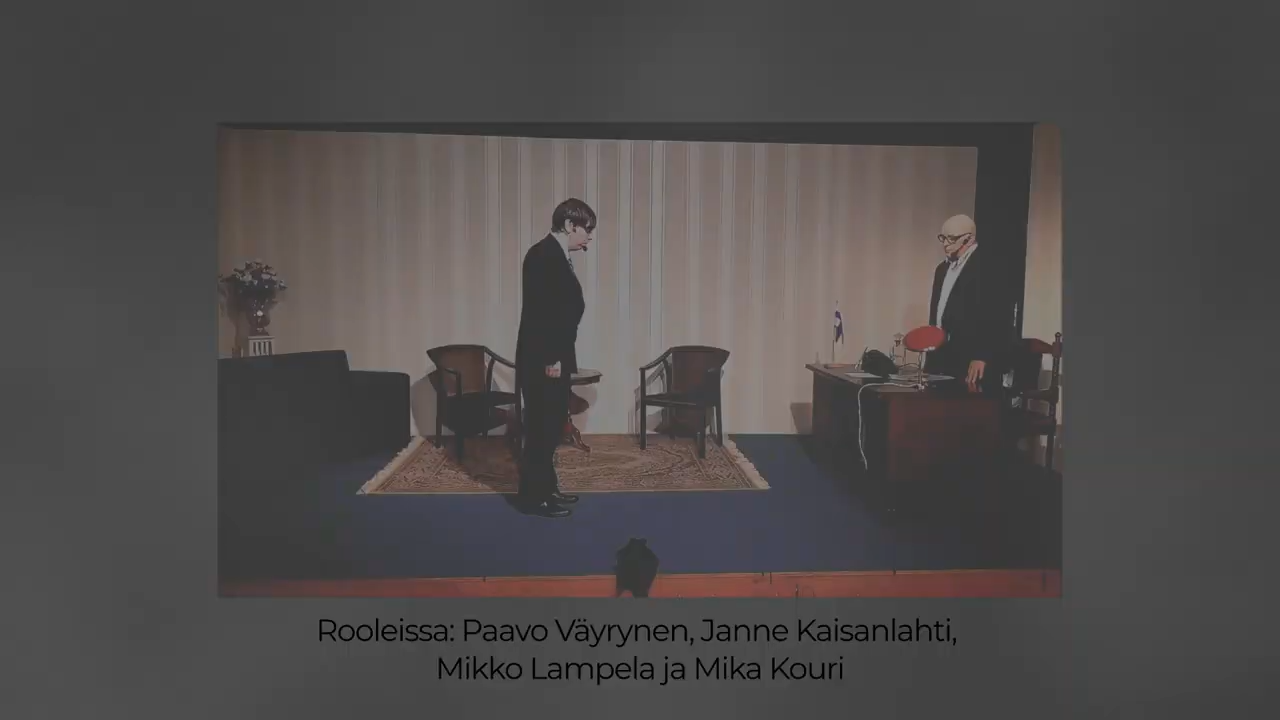 Rooleissa: Paavo Väyrynen, Janne Kaisanlahti,
Mikko Lampela ja Mika Kouri